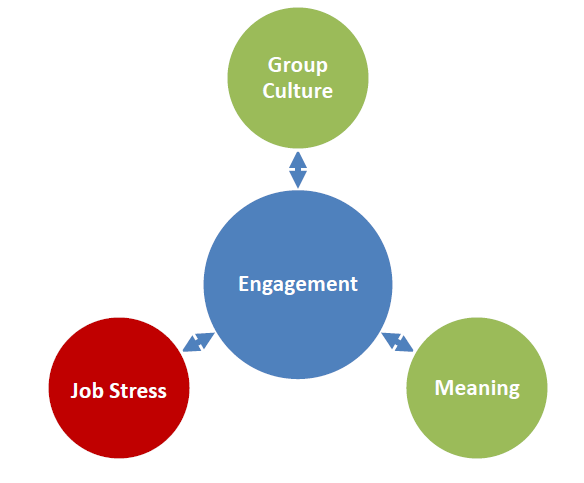 Group
Culture
Engagement
Job Stress
Meaning